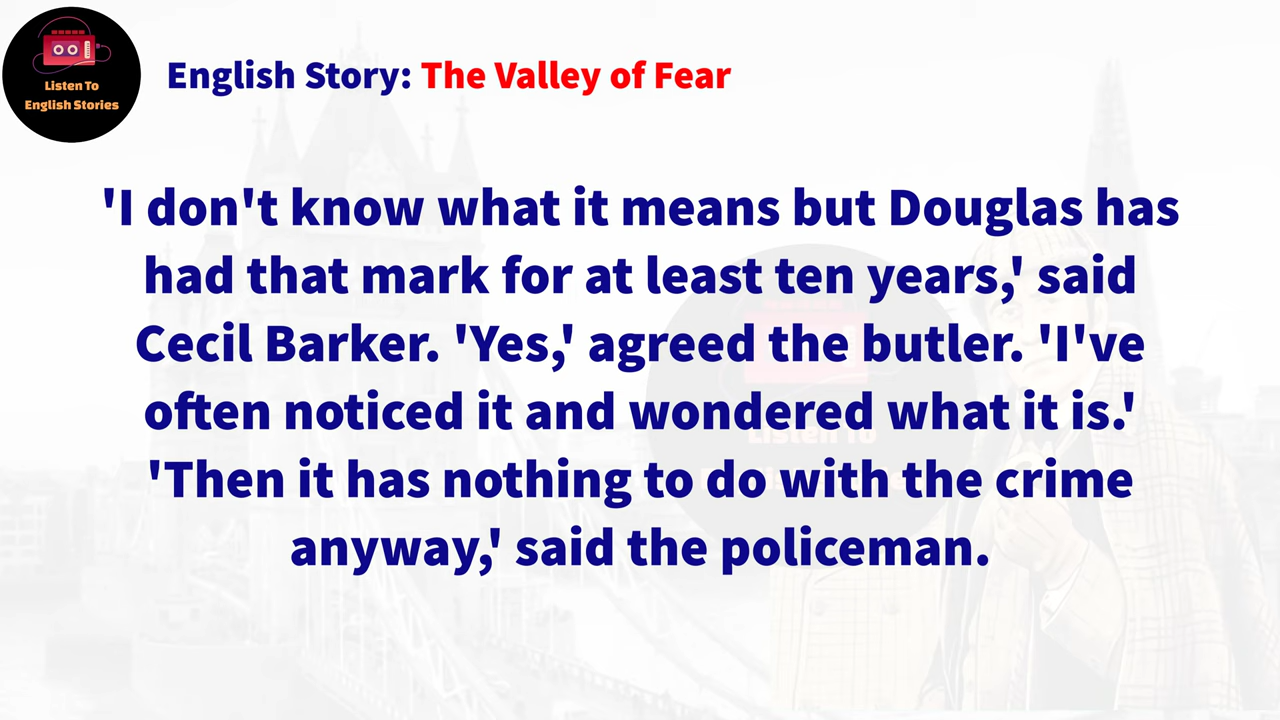 Listen To
English Stories
English Story: The Valley of Fear
'I don't know what it means but Douglas has
had that mark for at least ten years,' said
Cecil Barker. 'Yes,' agreed the butler. 'I've
often noticed it and wondered what it is.'
'Then it has nothing to do with the crime
anyway,' said the policeman.
Listen To